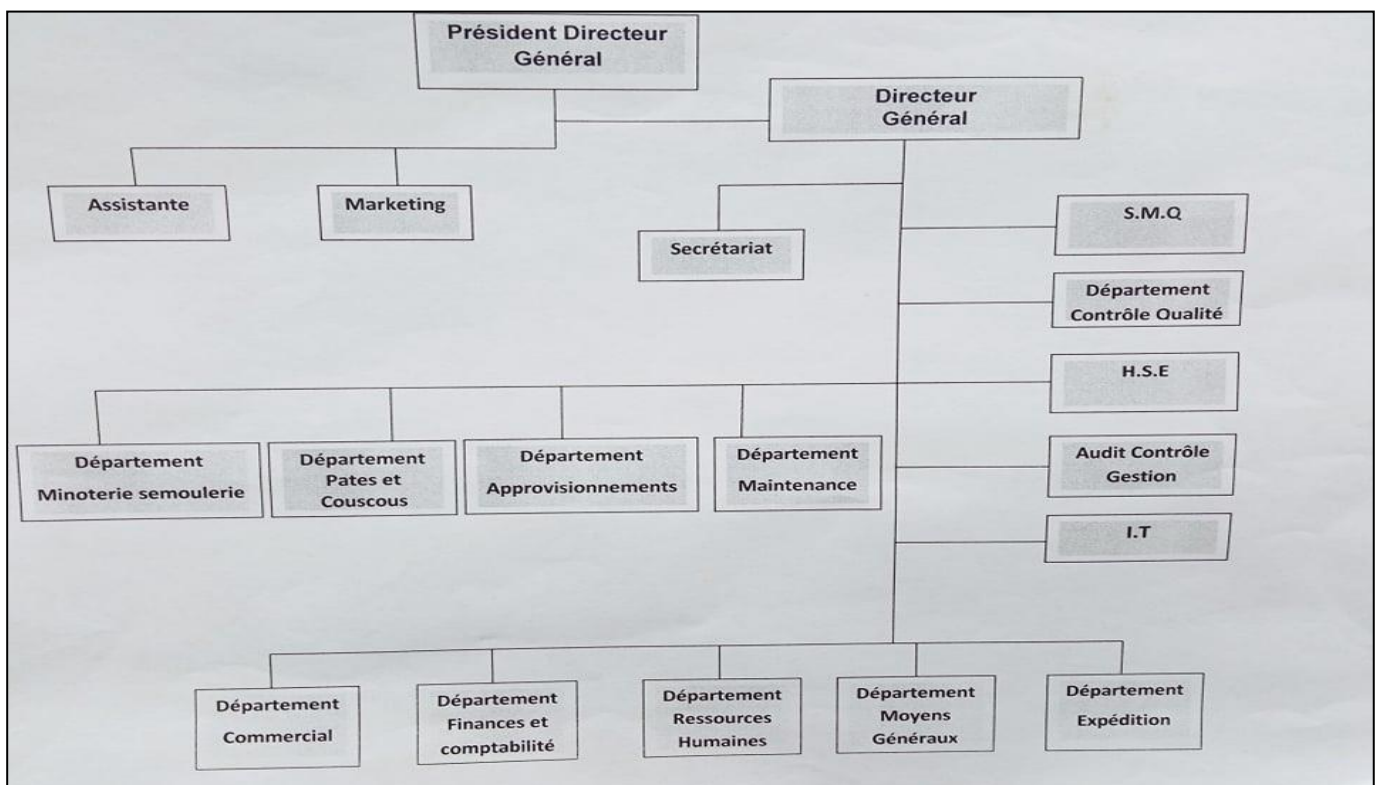 Président Directeur
Général
Directeur
Général
Assistante
Marketing
Secrétariat
S.M.Q
Département
Contrôle Qualité
H.S.E
Audit Contrôle
Gestion
I.T
Département
Minoterie semoulerie
Département
Pates et
Couscous
Département
Approvisionnements
Département
Maintenance
Département
Commercial
Département
Finances et
comptabilité
Département
Ressources
Humaines
Département
Moyens
Généraux
Département
Expédition